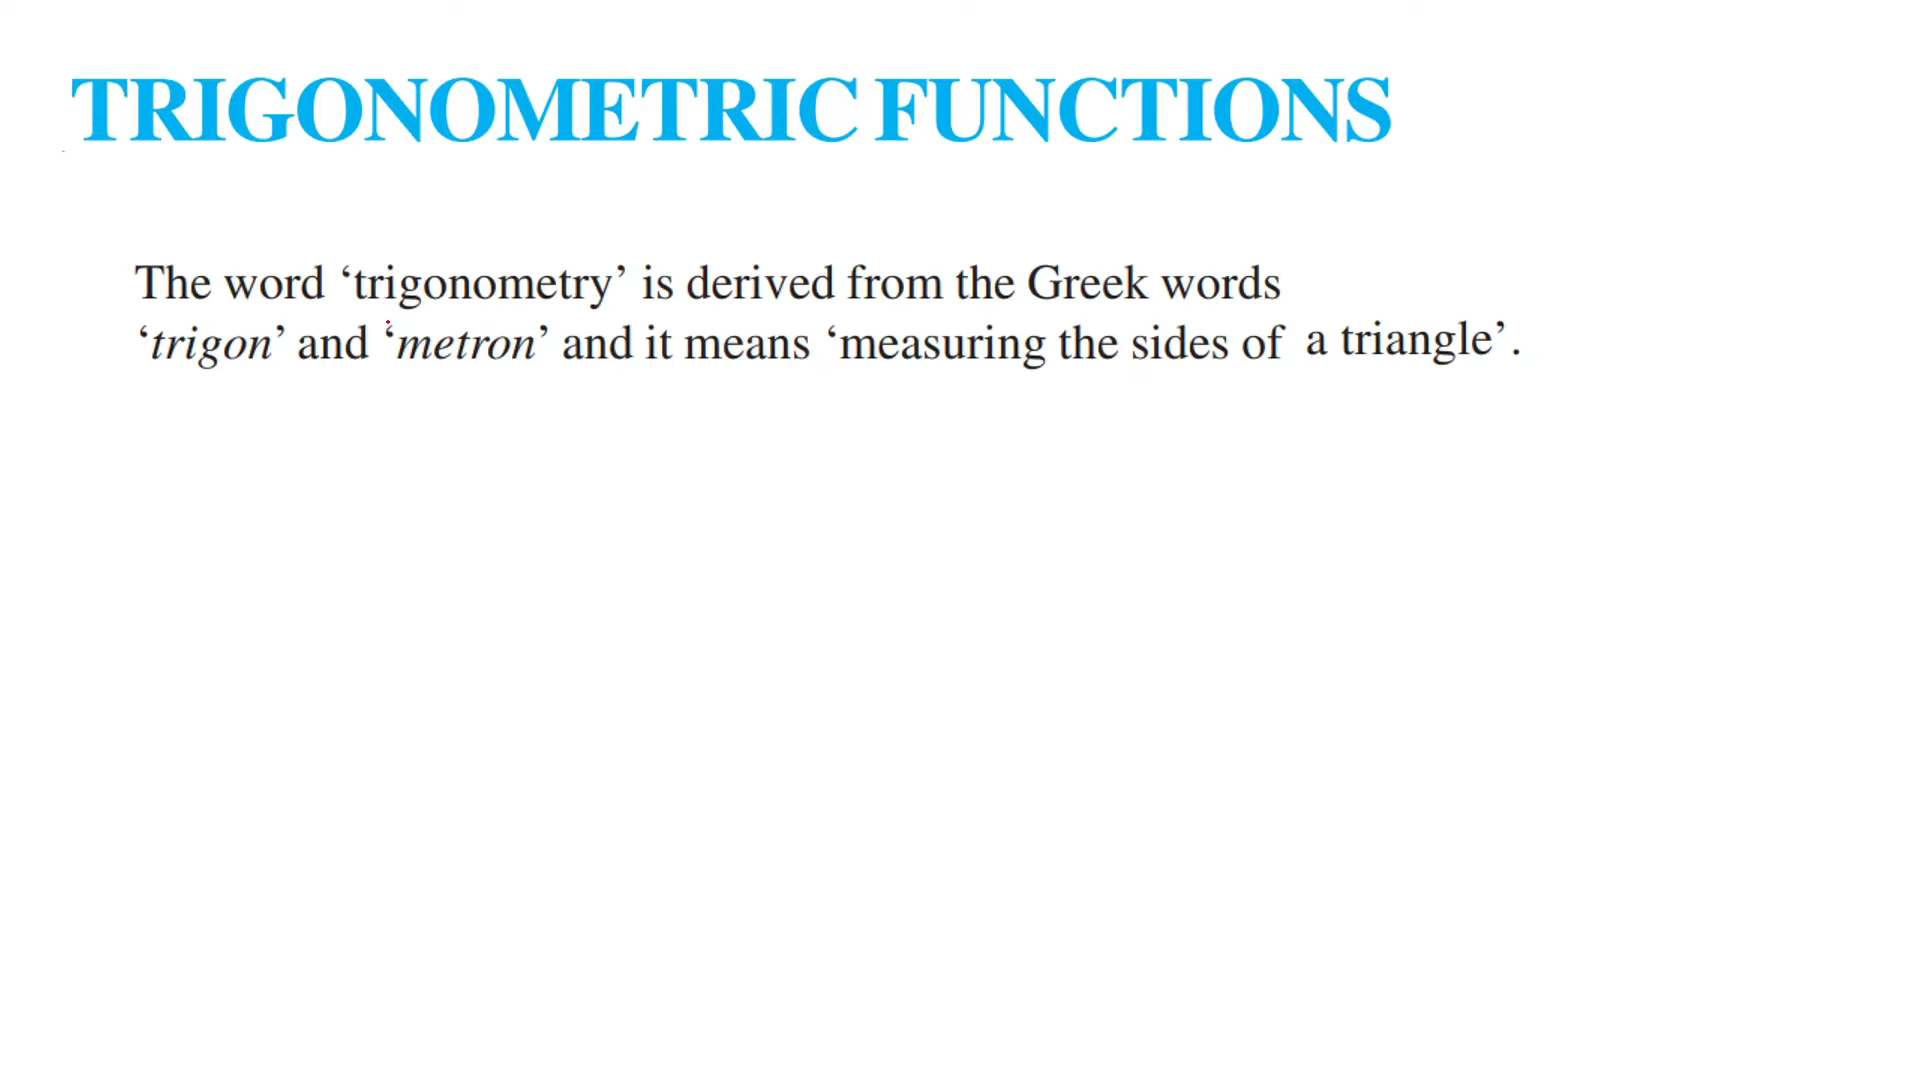 TRIGONOMETRIC FUNCTIONS
The word ‘trigonometry’ is derived from the Greek words
‘trigon’ and ‘metron’ and it means ‘measuring the sides of a triangle’.